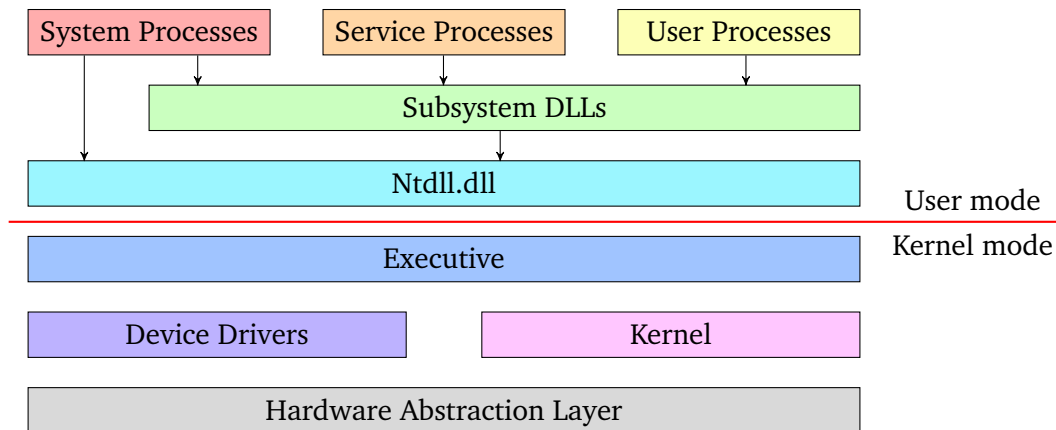 System Processes
Service Processes
User Processes
Subsystem DLLs
Ntdll.dll
User mode
Kernel mode
Executive
Device Drivers
Kernel
Hardware Abstraction Layer